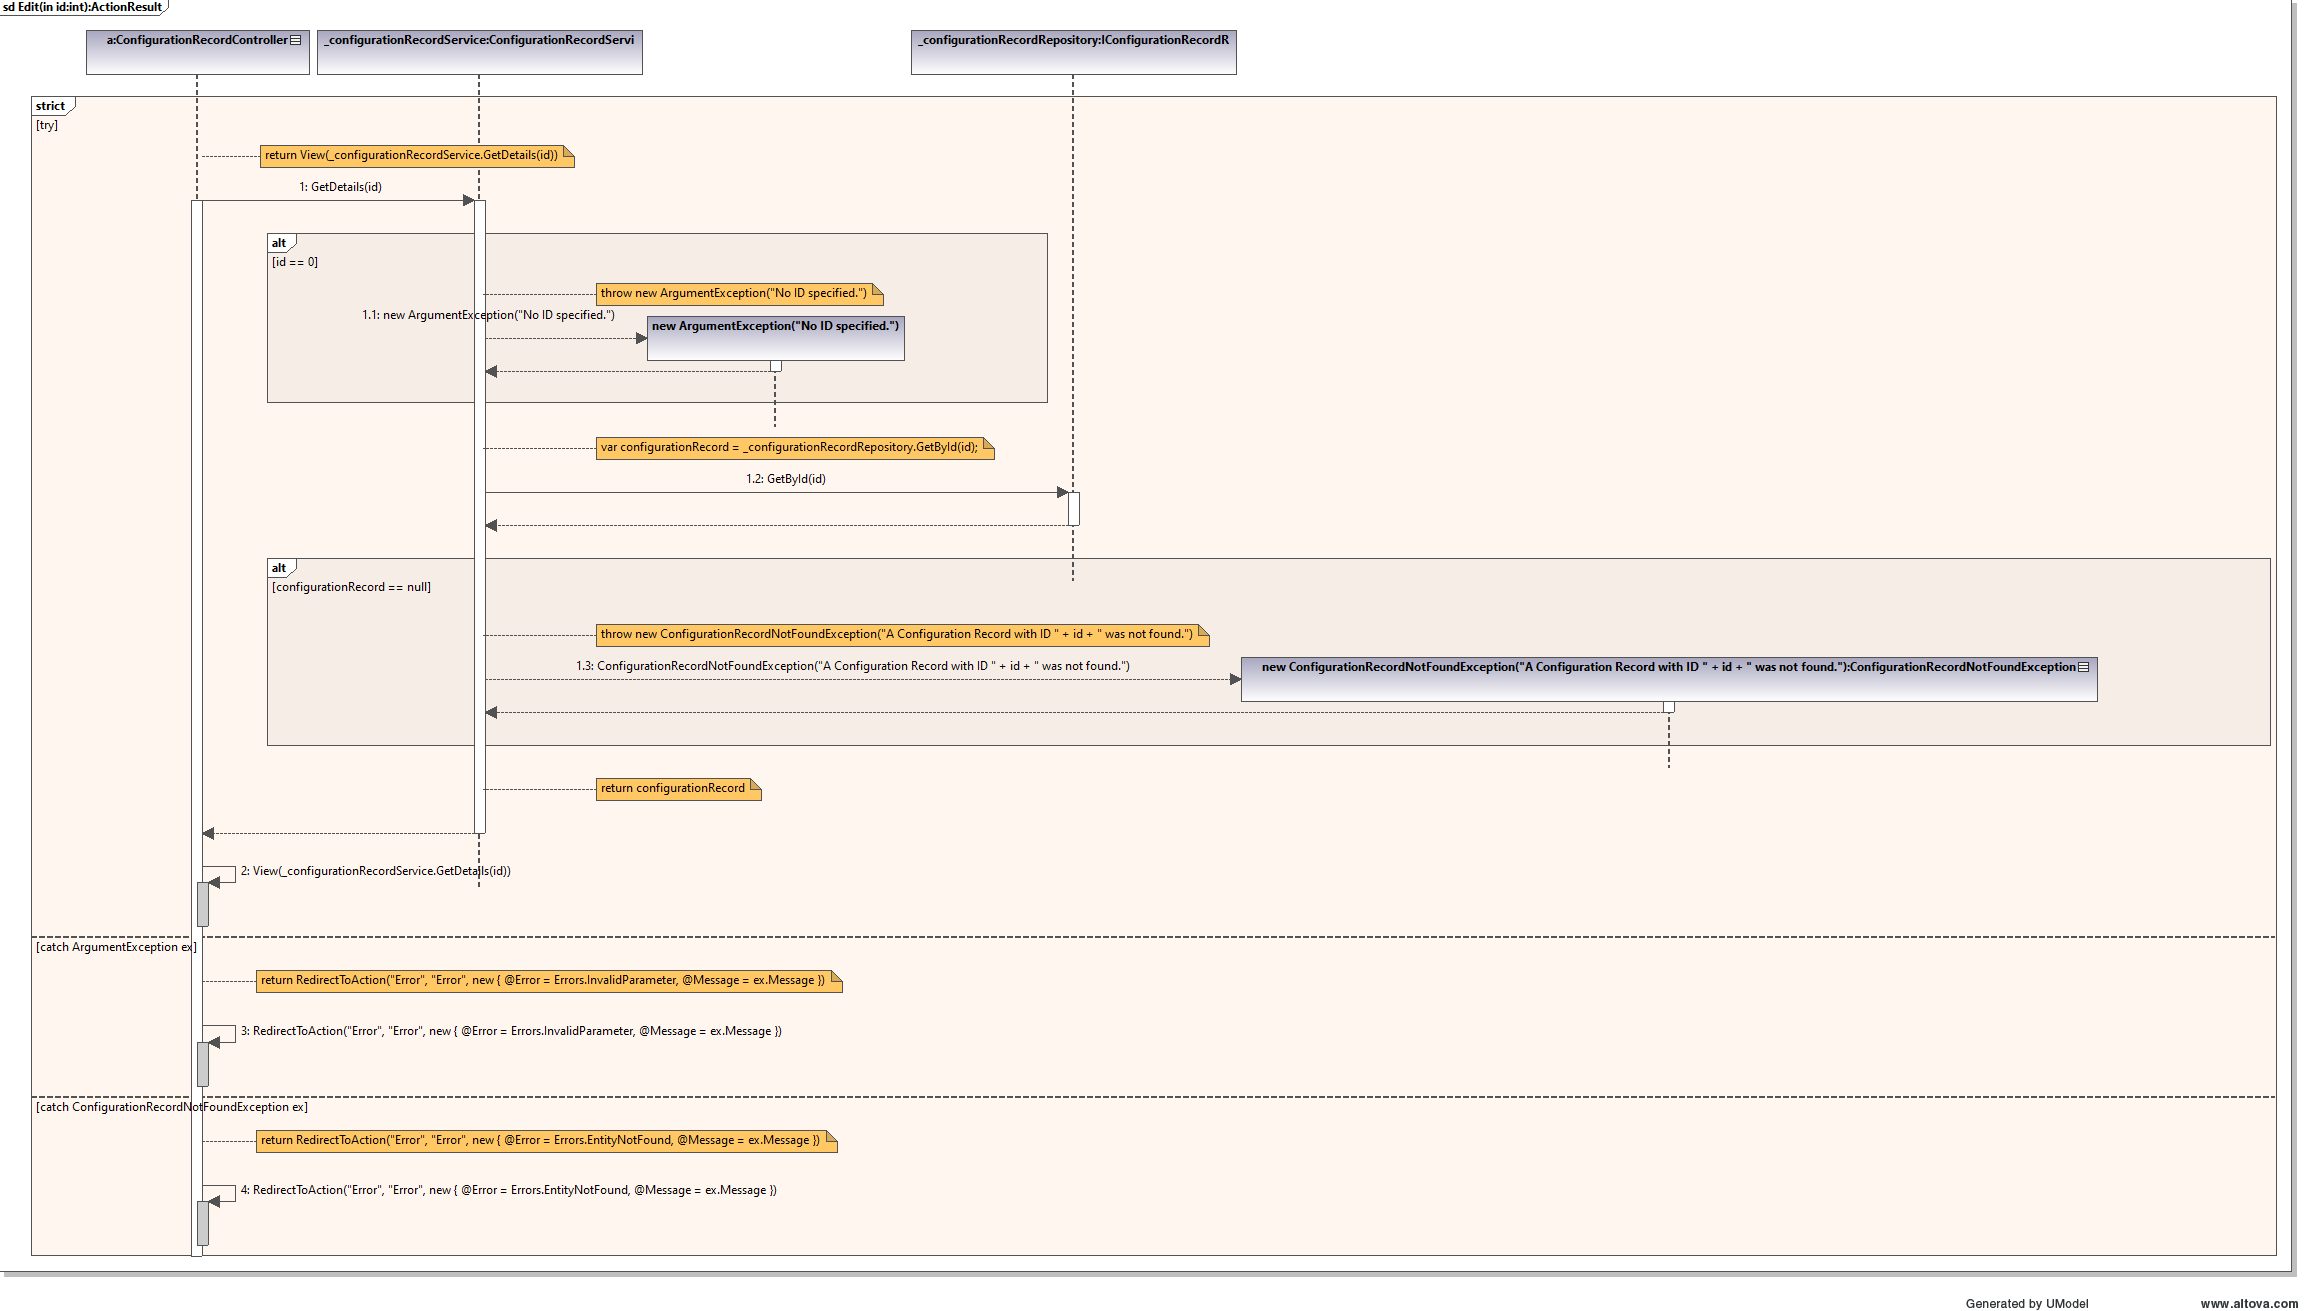 sd Edit(in id:int):ActionResult
a:ConfigurationRecordController
_configurationRecordService:ConfigurationRecordServi
_configurationRecordRepository:IConfigurationRecordR
strict
[try]
return View(_configurationRecordService.GetDetails(id))
1: GetDetails(id)
alt
[id == 0]
throw new ArgumentException("No ID specified.")
1.1: new ArgumentException("No ID specified.")
new ArgumentException("No ID specified.")
var configurationRecord = _configurationRecordRepository.GetById(id);
1.2: GetById(id)
alt
[configurationRecord == null]
throw new ConfigurationRecordNotFoundException("A Configuration Record with ID " + id + " was not found.")
1.3: ConfigurationRecordNotFoundException("A Configuration Record with ID " + id + " was not found.")
new ConfigurationRecordNotFoundException("A Configuration Record with ID " + id + " was not found."):ConfigurationRecordNotFoundException
return configurationRecord
2: View(_configurationRecordService.GetDetails(id))
[catch ArgumentException ex]
return RedirectToAction("Error", "Error", new { @Error = Errors.InvalidParameter, @Message = ex.Message })
3: RedirectToAction("Error", "Error", new { @Error = Errors.InvalidParameter, @Message = ex.Message })
[catch ConfigurationRecordNotFoundException ex]
return RedirectToAction("Error", "Error", new { @Error = Errors.EntityNotFound, @Message = ex.Message })
4: RedirectToAction("Error", "Error", new { @Error = Errors.EntityNotFound, @Message = ex.Message })
Generated by UModel
www.altova.com